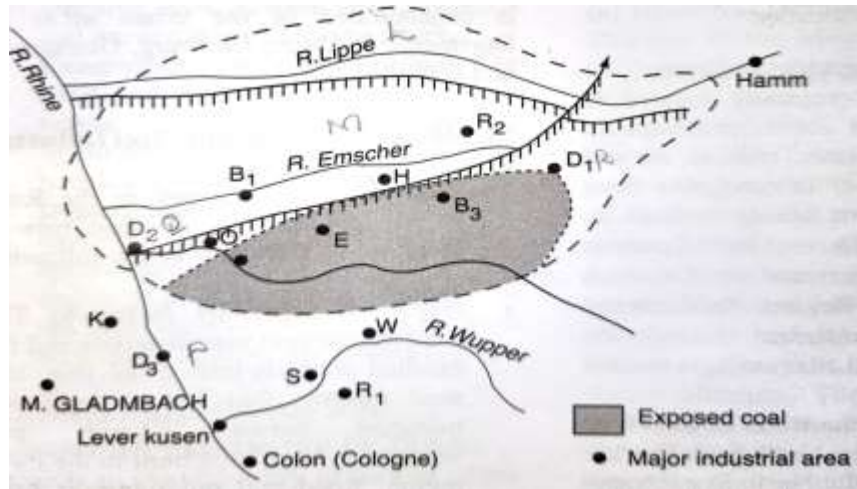 L
R.Lippe
R.Rhine
Hamm
M
R2
R. Emscher
D1
R
B1
H
B3
D2
Q
O
E
K
W
R.Wupper
D3
P
S
R1
M. GLADMBACH
Lever kusen
Exposed coal
Colon (Cologne)
Major industrial area